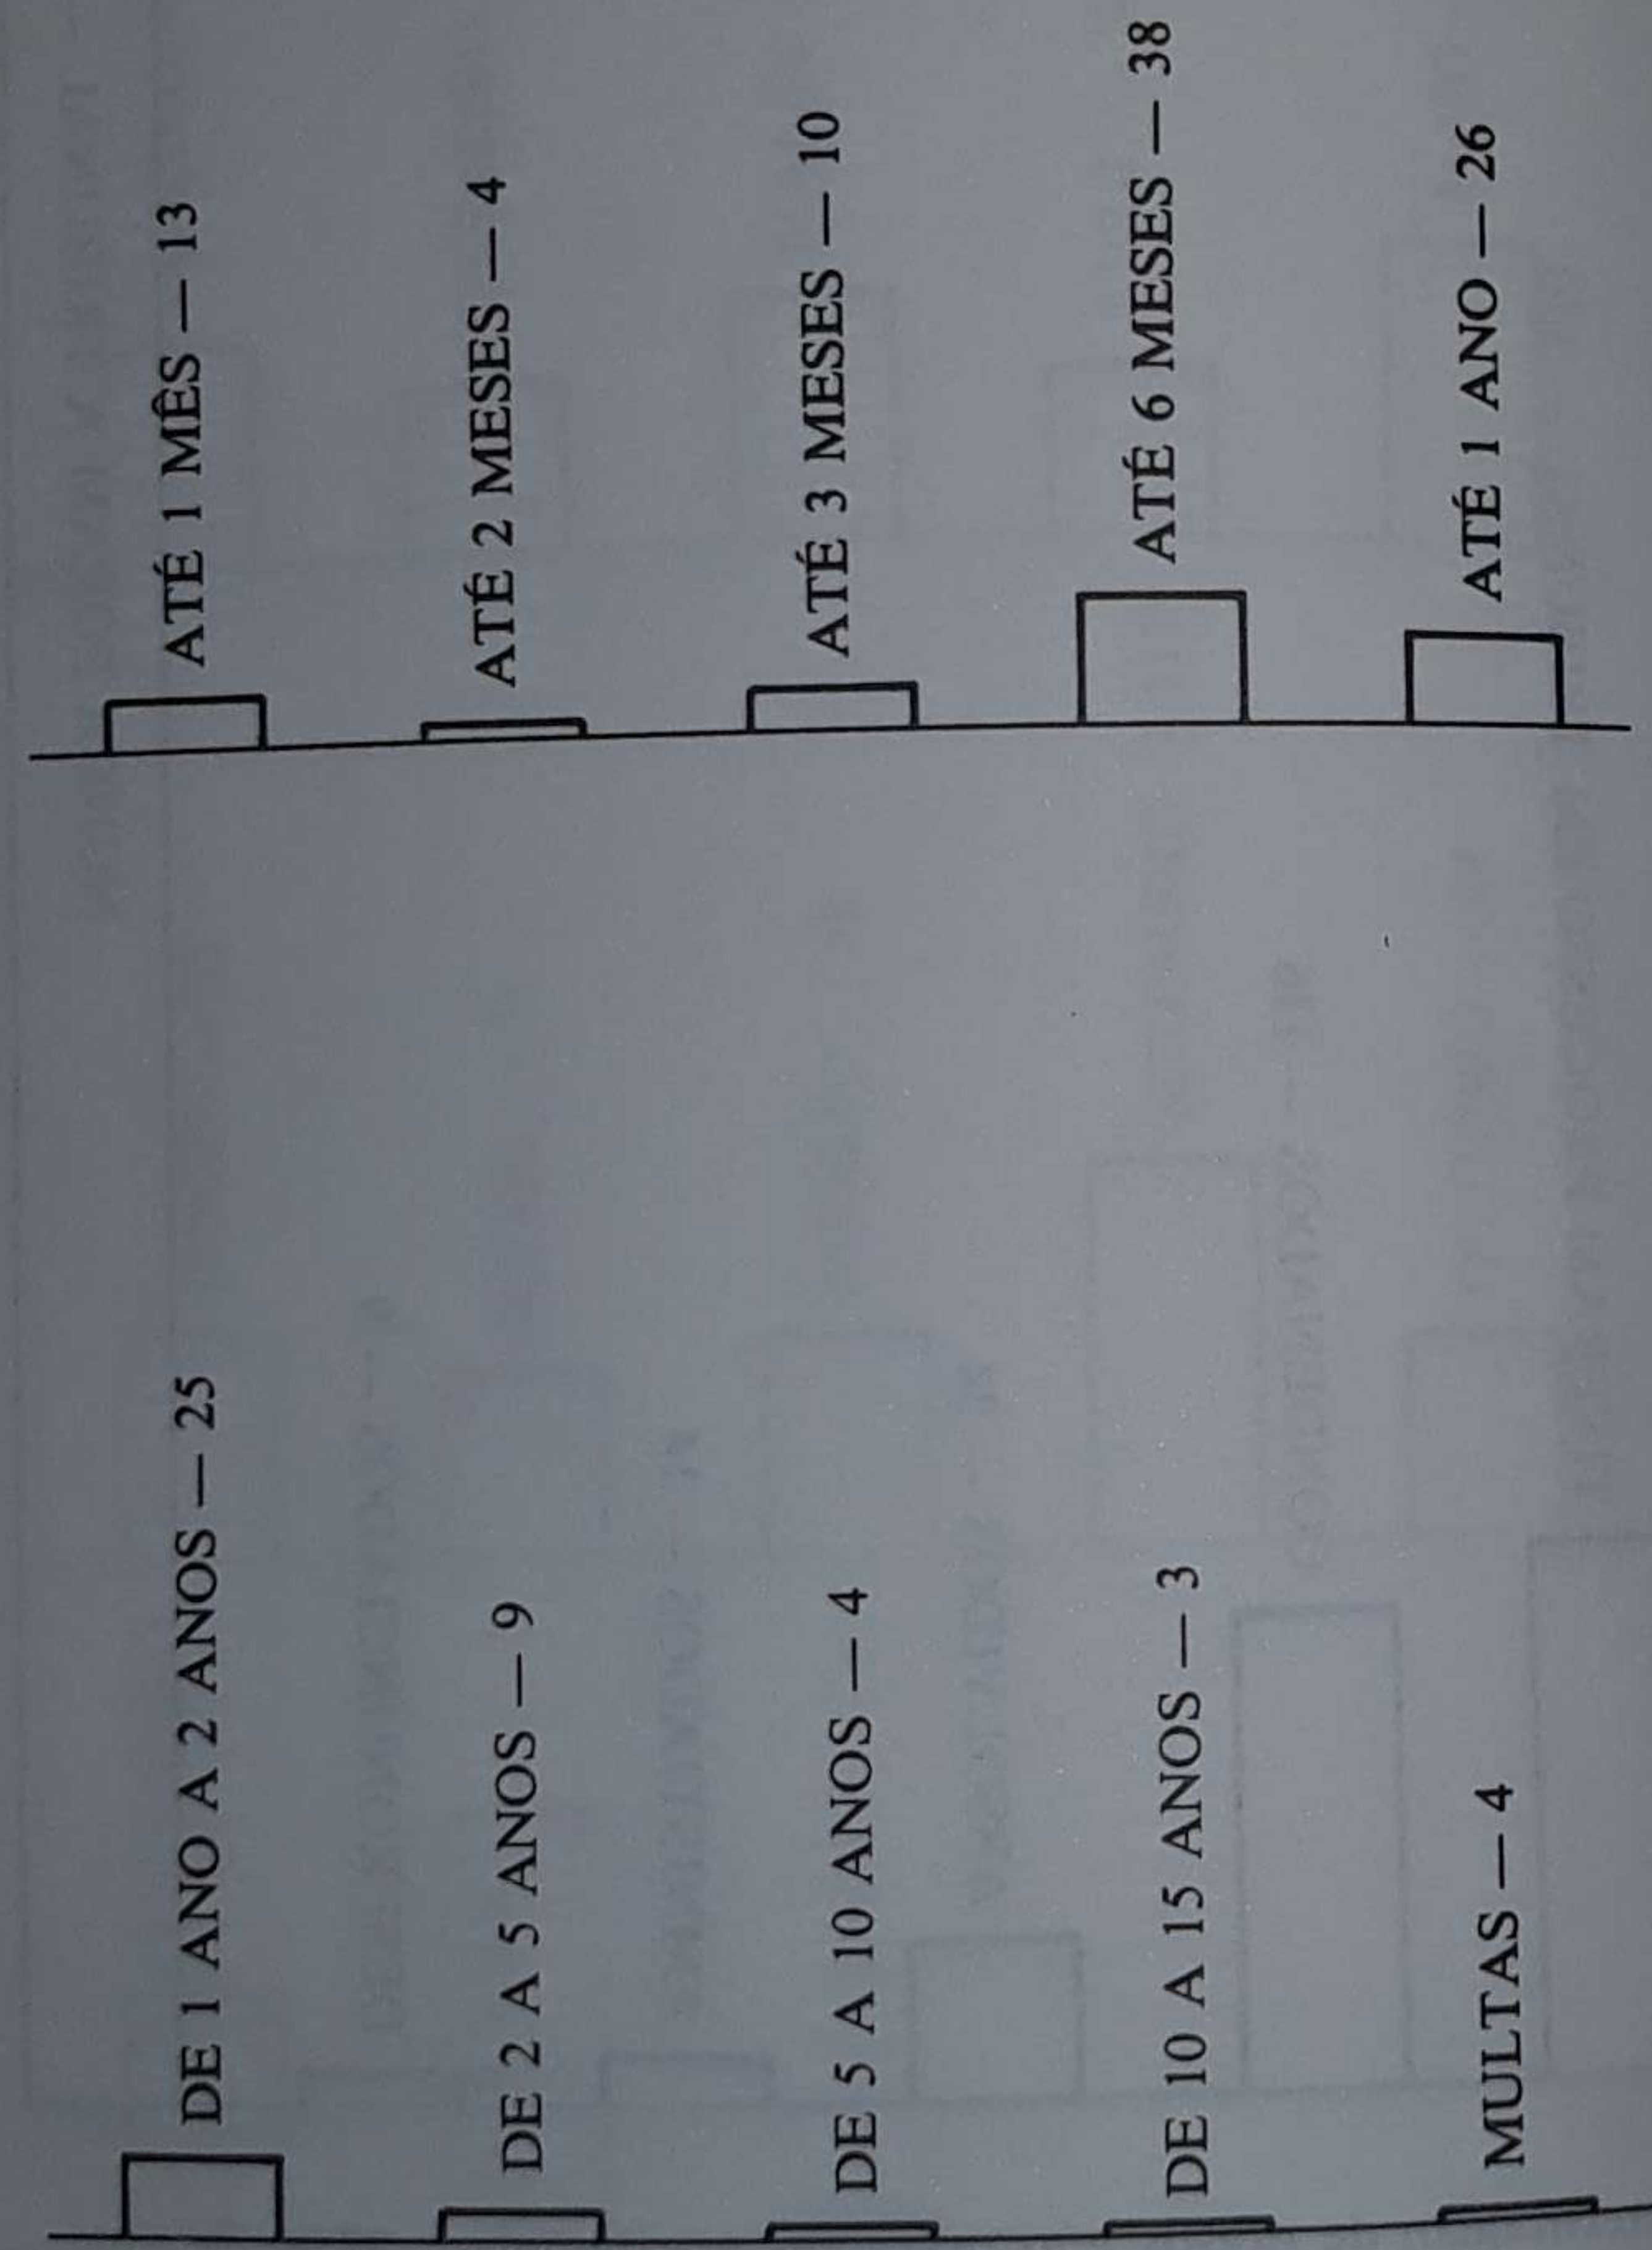 ATÉ 1 MÊS — 13
ATÉ 2 MESES — 4
ATÉ 3 MESES — 10
ATÉ 6 MESES — 38
ATÉ 1 ANO — 26
DE 1 ANO A 2 ANOS — 25
DE 2 A 5 ANOS — 9
DE 5 A 10 ANOS — 4
DE 10 A 15 ANOS — 3
MULTAS — 4